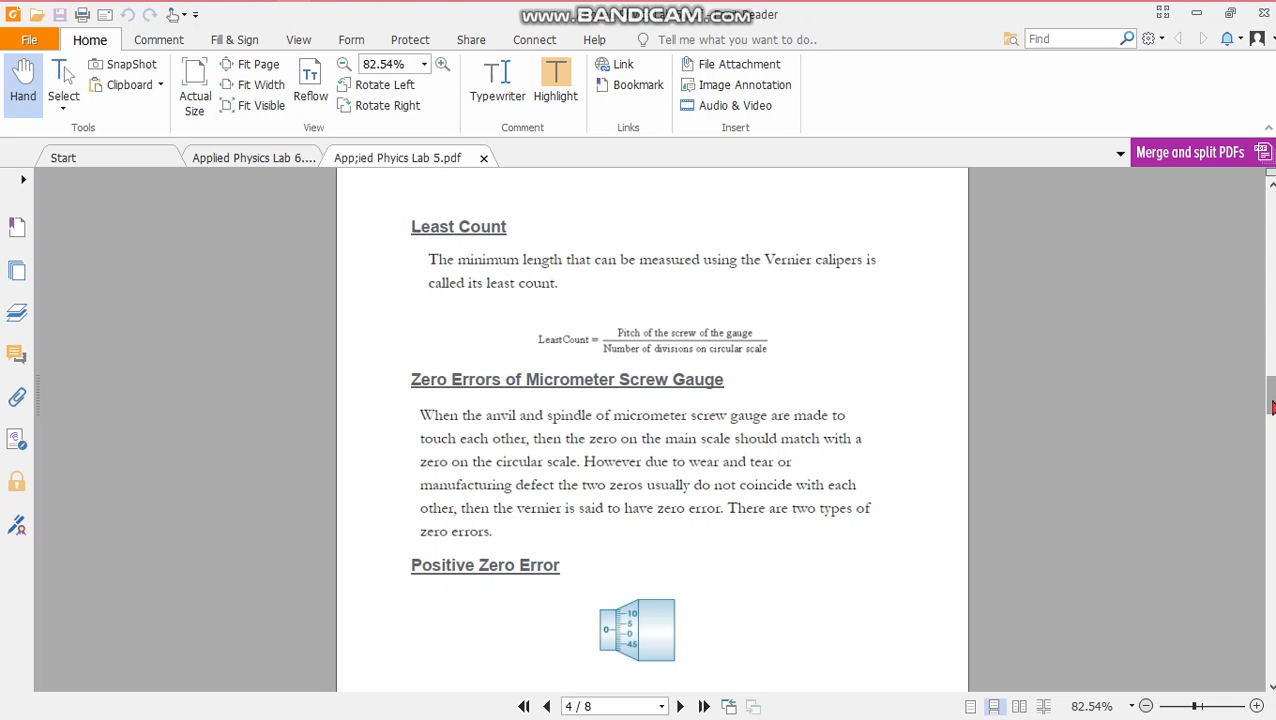 www.BANDICAM.com Reader
File Home Comment Fill & Sign View Form Protect Share Connect Help Tell me what you want to do.. Find
Hand Select SnapShot Clipboard Actual Size Fit Page Fit Width Fit Visible Reflow 82.54% Rotate Left Rotate Right Typewriter Highlight Link Bookmark File Attachment Image Annotation Audio & Video
Tools View Comment Links Insert
Start Applied Physics Lab 6.... App;ied Phyics Lab 5.pdf Merge and split PDFs
Least Count
The minimum length that can be measured using the Vernier calipers is
called its least count.
LeastCount = Pitch of the screw of the gauge
Number of divisions on circular scale
Zero Errors of Micrometer Screw Gauge
When the anvil and spindle of micrometer screw gauge are made to
touch each other, then the zero on the main scale should match with a
zero on the circular scale. However due to wear and tear or
manufacturing defect the two zeros usually do not coincide with each
other, then the vernier is said to have zero error. There are two types of
zero errors.
Positive Zero Error
10
5
0 0
45
4 / 8 82.54%